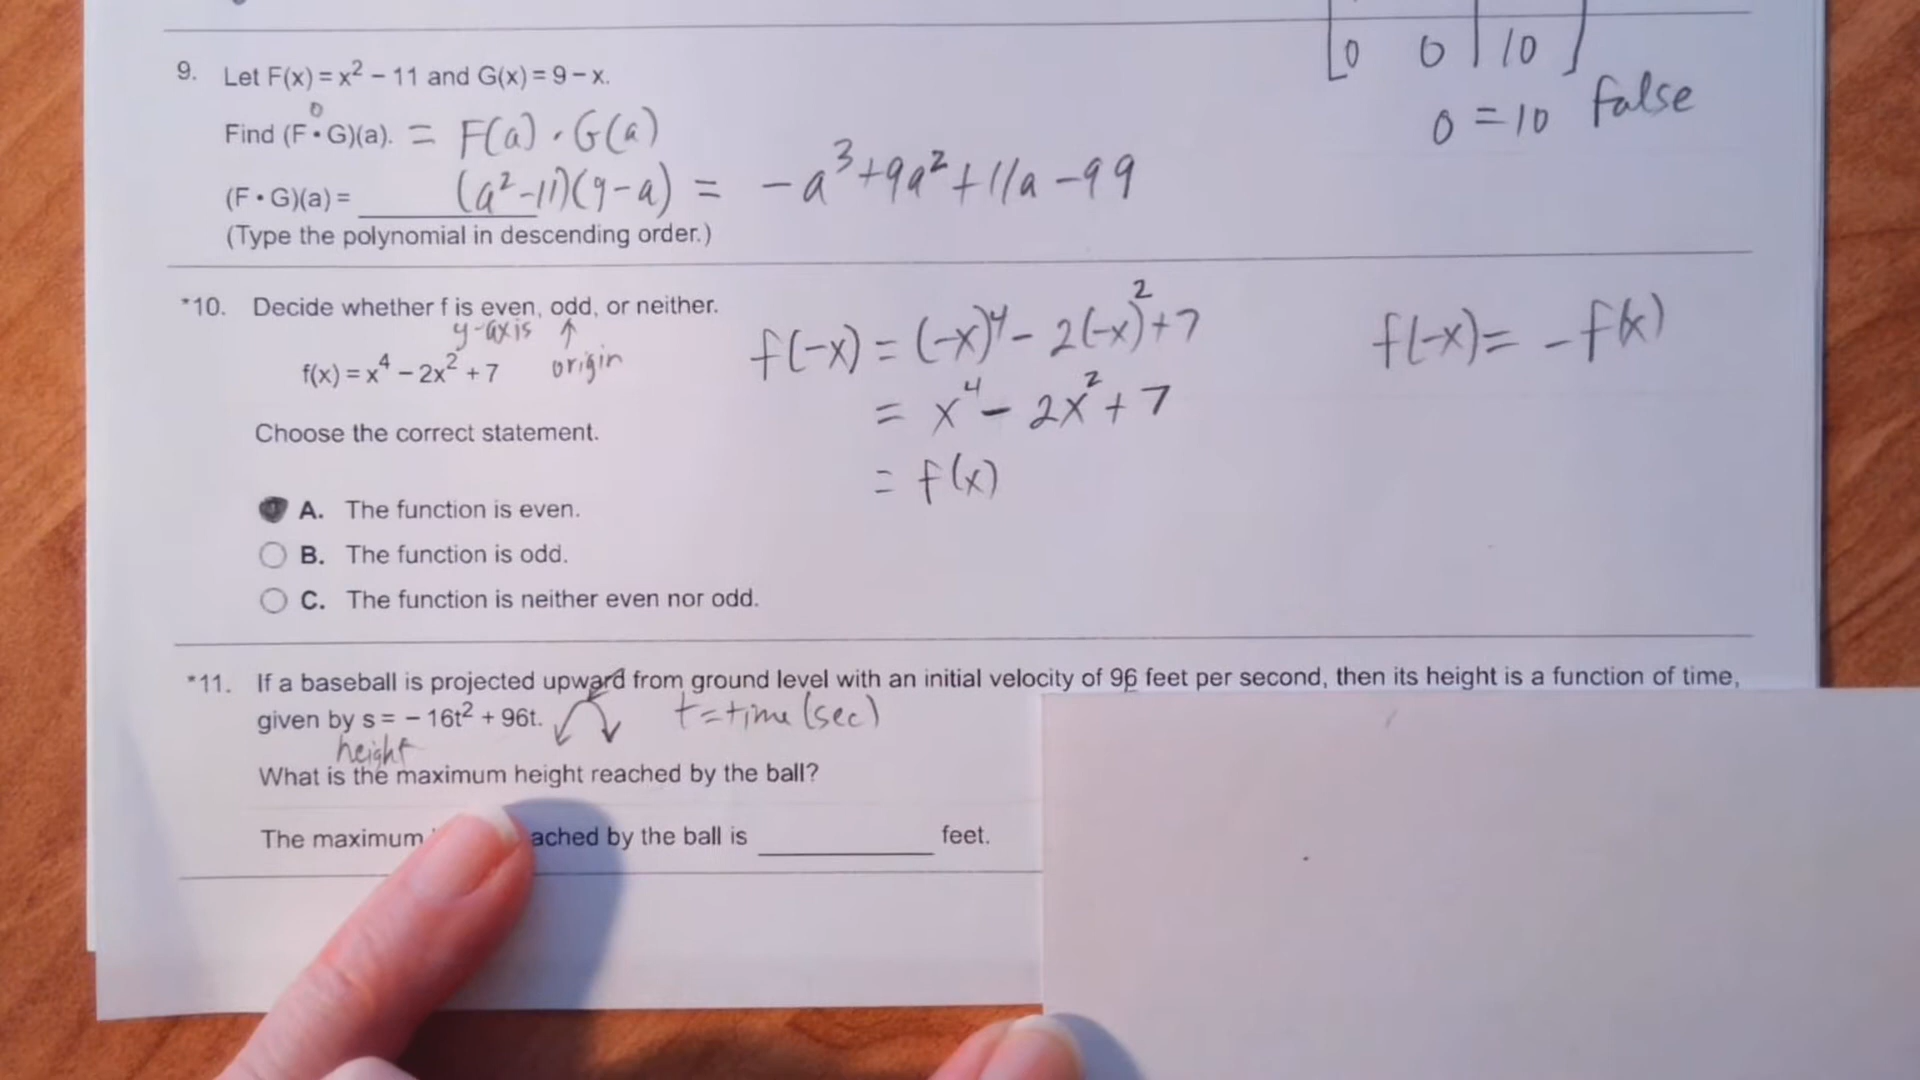 [0 0 | 10]
0 = 10 false
9. Let F(x) = x² − 11 and G(x) = 9 − x.
o
Find (F • G)(a). = F(a) · G(a)
(F • G)(a) = ________ (a²-11)(9-a) = -a³+9a²+11a-99
(Type the polynomial in descending order.)
*10. Decide whether f is even, odd, or neither.
y-axis ↑
origin
f(x) = x⁴ − 2x² + 7
f(-x) = (-x)⁴ - 2(-x)² + 7
= x⁴ - 2x² + 7
= f(x)
f(-x) = -f(x)
Choose the correct statement.
A. The function is even.
B. The function is odd.
C. The function is neither even nor odd.
*11. If a baseball is projected upward from ground level with an initial velocity of 96 feet per second, then its height is a function of time,
given by s = − 16t² + 96t. t = time (sec)
height
What is the maximum height reached by the ball?
The maximum ached by the ball is ________ feet.